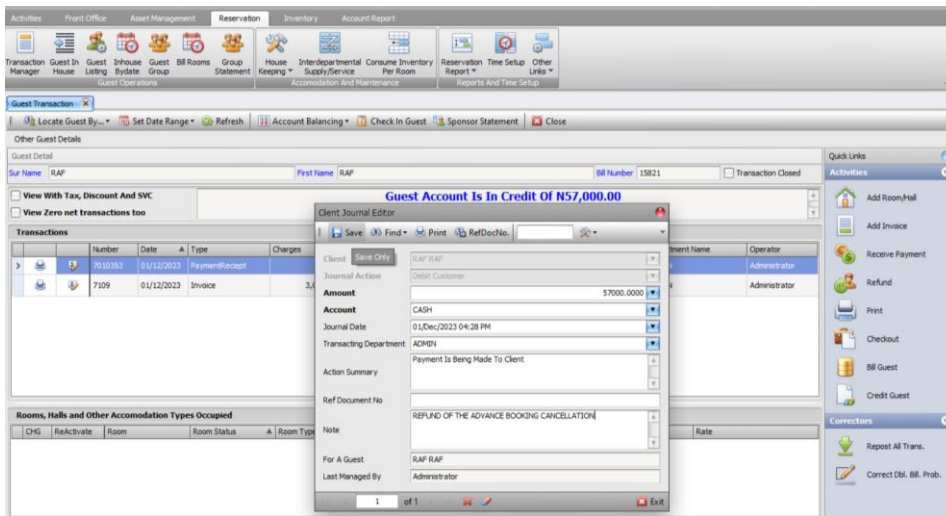 Activities Front Office Asset Management Reservation Inventory Account Report
Transaction Manager Guest In House Guest Listing Inhouse Bydate Guest Group Bill Rooms Group Statement House Keeping Interdepartmental Supply/Service Consume Inventory Per Room Reservation Report Time Setup Other Links
Guest Operations Accomodation And Maintenance Reports And Time Setup
Guest Transaction
Locate Guest By... Set Date Range Refresh Account Balancing Check In Guest Sponsor Statement Close
Other Guest Details
Guest Detail
Sur Name RAF First Name RAF Bill Number 15821 Transaction Closed
View With Tax, Discount And SVC
Guest Account Is In Credit Of N57,000.00
View Zero net transactions too
Transactions
Number Date Type Charges Operator
7010353 01/12/2023 PaymentReciept Administrator
7109 01/12/2023 Invoice Administrator
Rooms, Halls and Other Accomodation Types Occupied
CHG ReActivate Room Room Status Room Type Rate
Client Journal Editor
Save Find Print RefDocNo.
Save Only
Client RAF RAF
Journal Action Debit Customer
Amount 57000.0000
Account CASH
Journal Date 01/Dec/2023 04:28 PM
Transacting Department ADMIN
Action Summary Payment Is Being Made To Client
Ref Document No
Note REFUND OF THE ADVANCE BOOKING CANCELLATION
For A Guest RAF RAF
Last Managed By Administrator
1 of 1 Exit
Quick Links
Activities
Add Room/Hall
Add Invoice
Receive Payment
Refund
Print
Checkout
Bill Guest
Credit Guest
Correctors
Repost All Trans.
Correct Dbl. Bill. Prob.